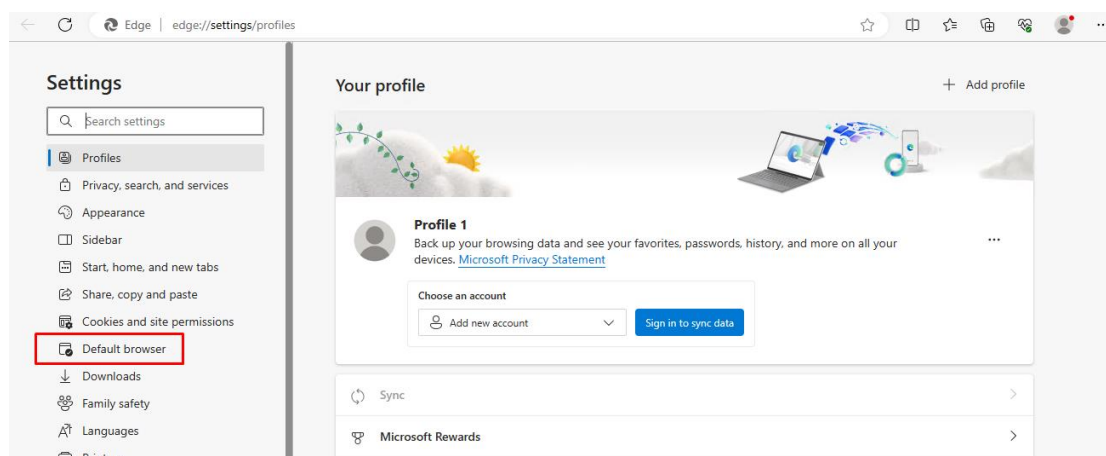 Edge
edge://settings/profiles
Settings
Search settings
Profiles
Privacy, search, and services
Appearance
Sidebar
Start, home, and new tabs
Share, copy and paste
Cookies and site permissions
Default browser
Downloads
Family safety
Languages
Your profile
Add profile
Profile 1
Back up your browsing data and see your favorites, passwords, history, and more on all your
devices. Microsoft Privacy Statement
Choose an account
Add new account
Sign in to sync data
Sync
Microsoft Rewards